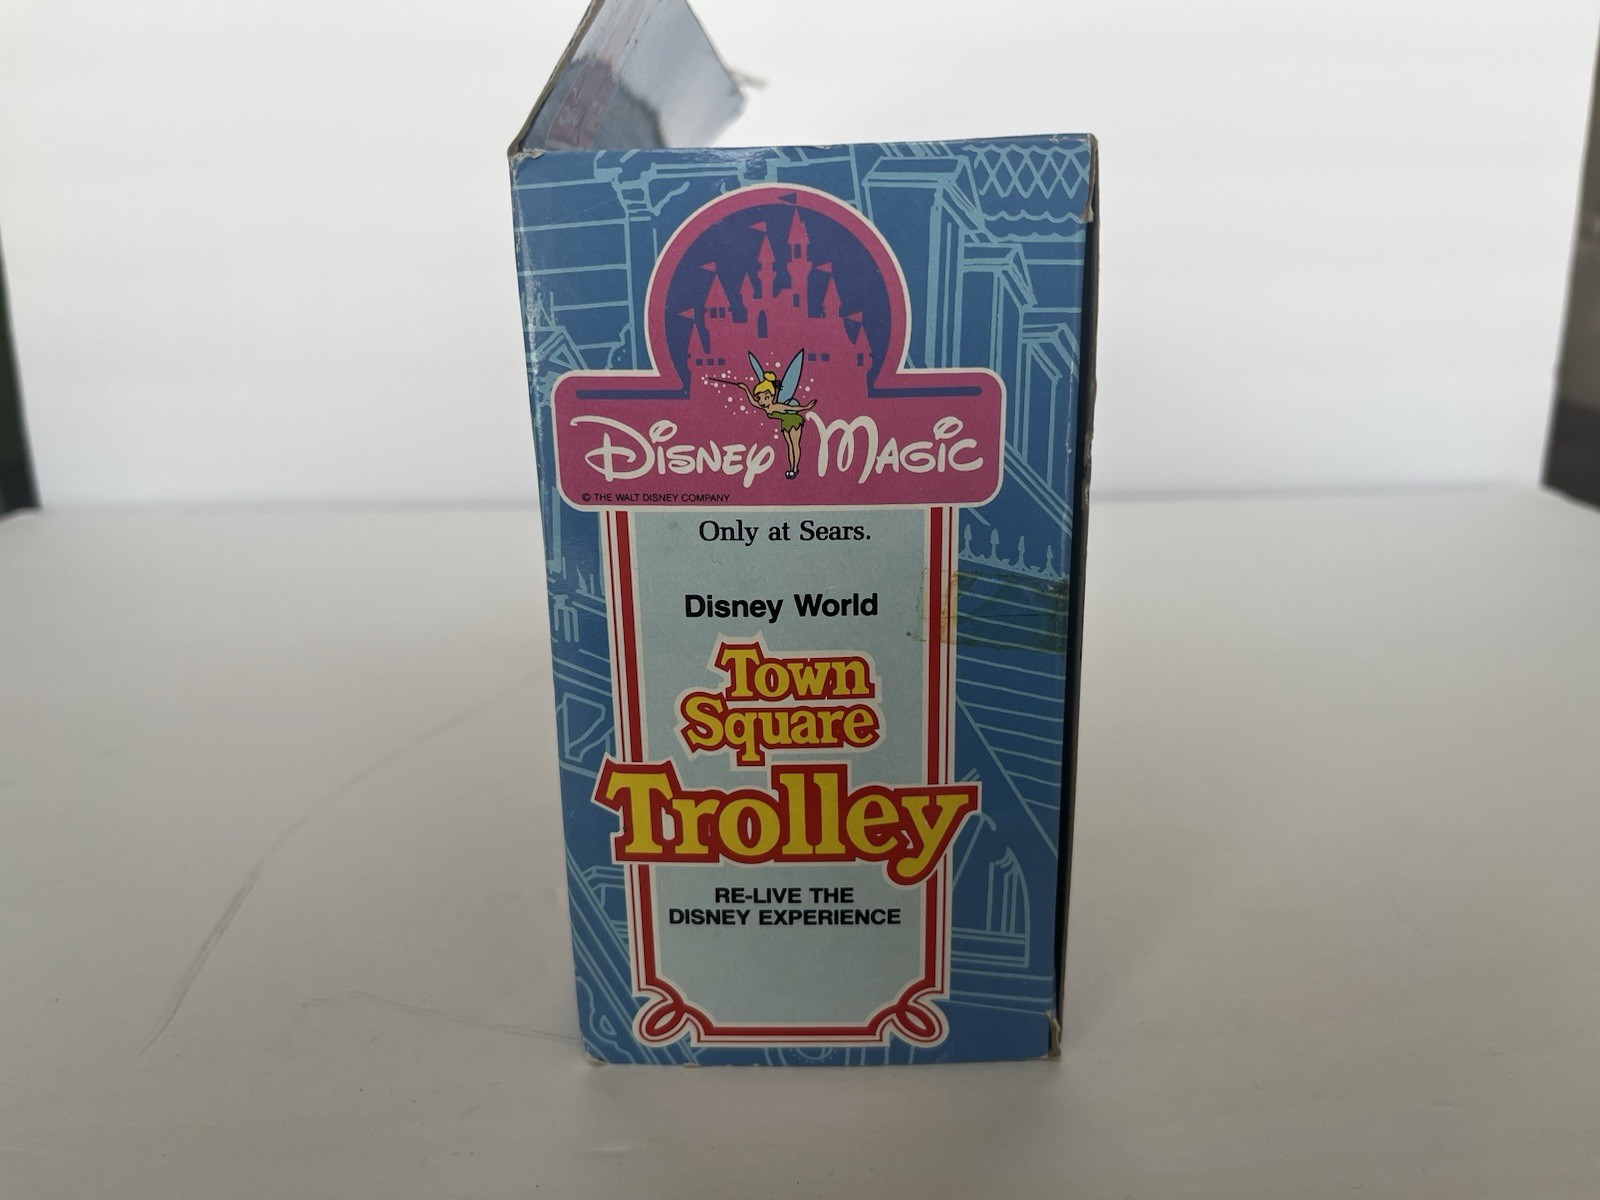 Disney Magic
© THE WALT DISNEY COMPANY
Only at Sears.
Disney World
Town
Square
Trolley
RE-LIVE THE
DISNEY EXPERIENCE